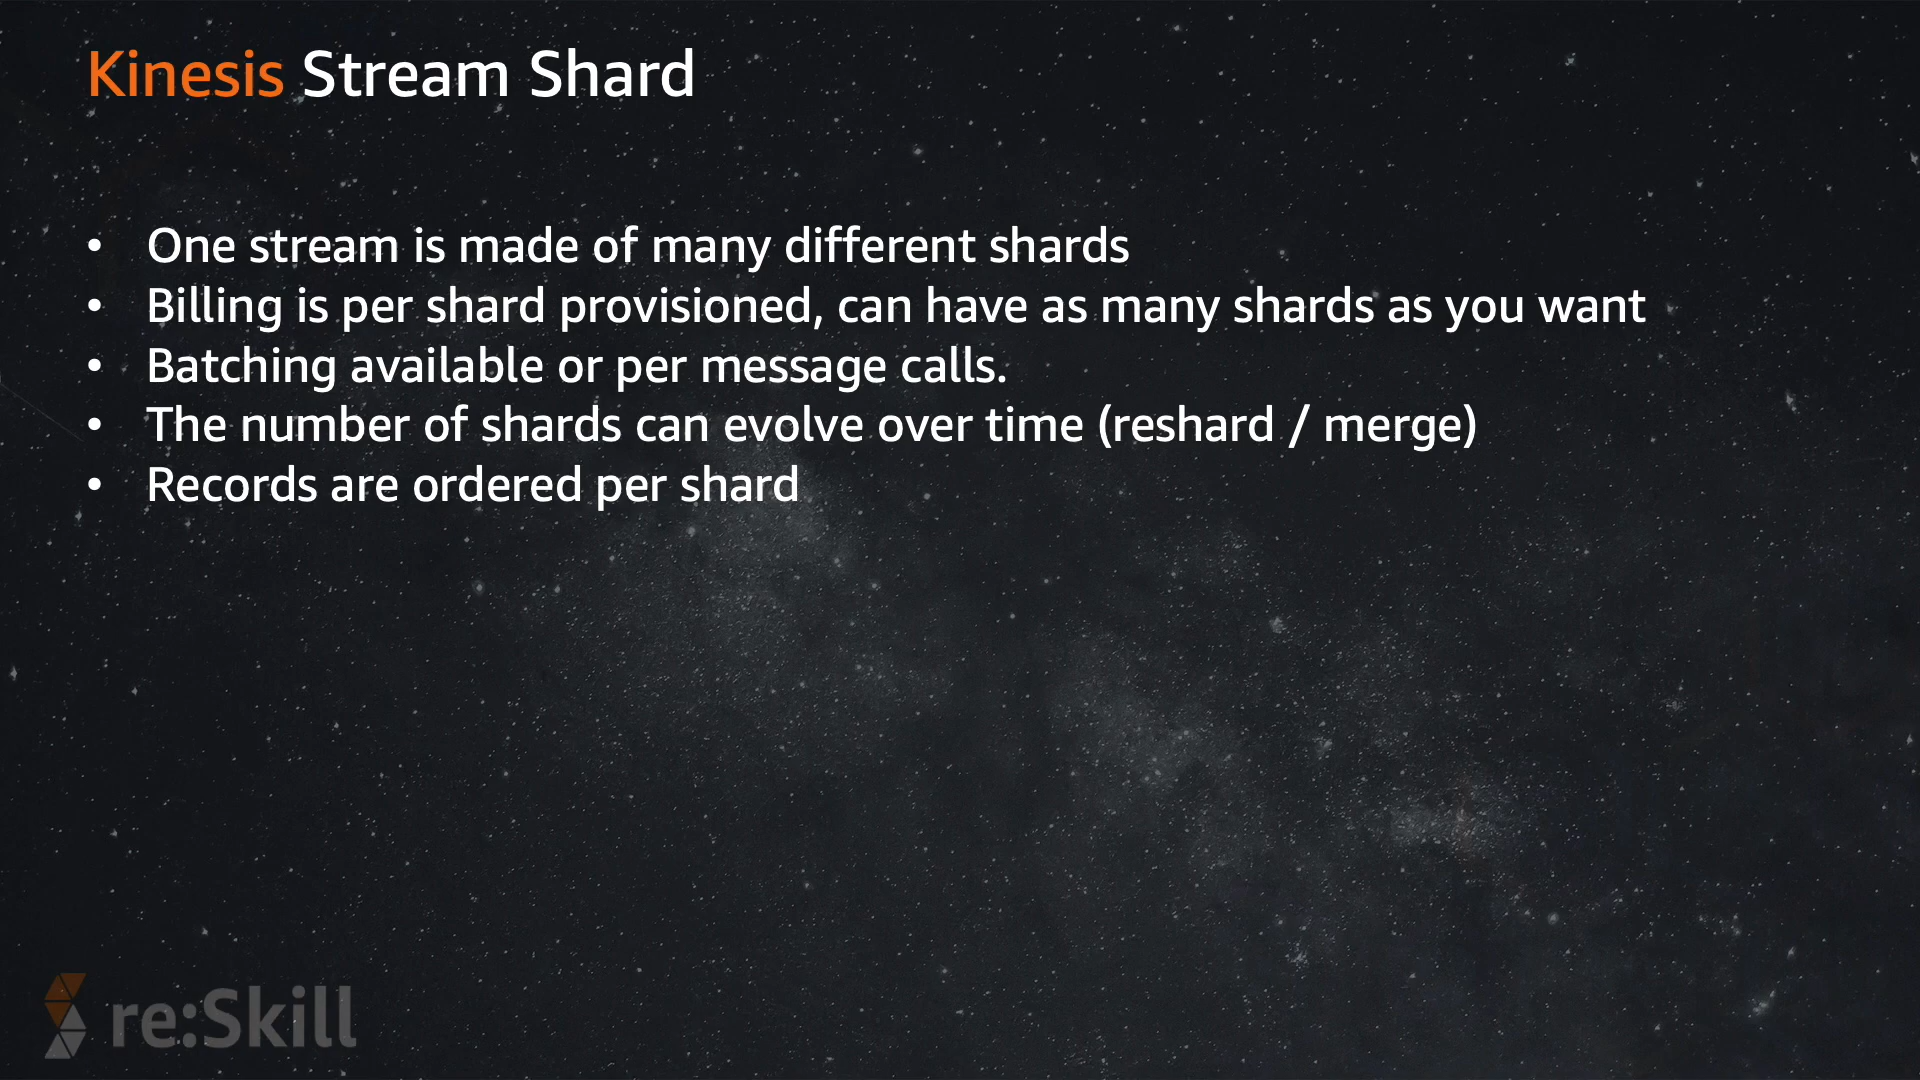 Kinesis Stream Shard
• One stream is made of many different shards
• Billing is per shard provisioned, can have as many shards as you want
• Batching available or per message calls.
• The number of shards can evolve over time (reshard / merge)
• Records are ordered per shard
re:Skill